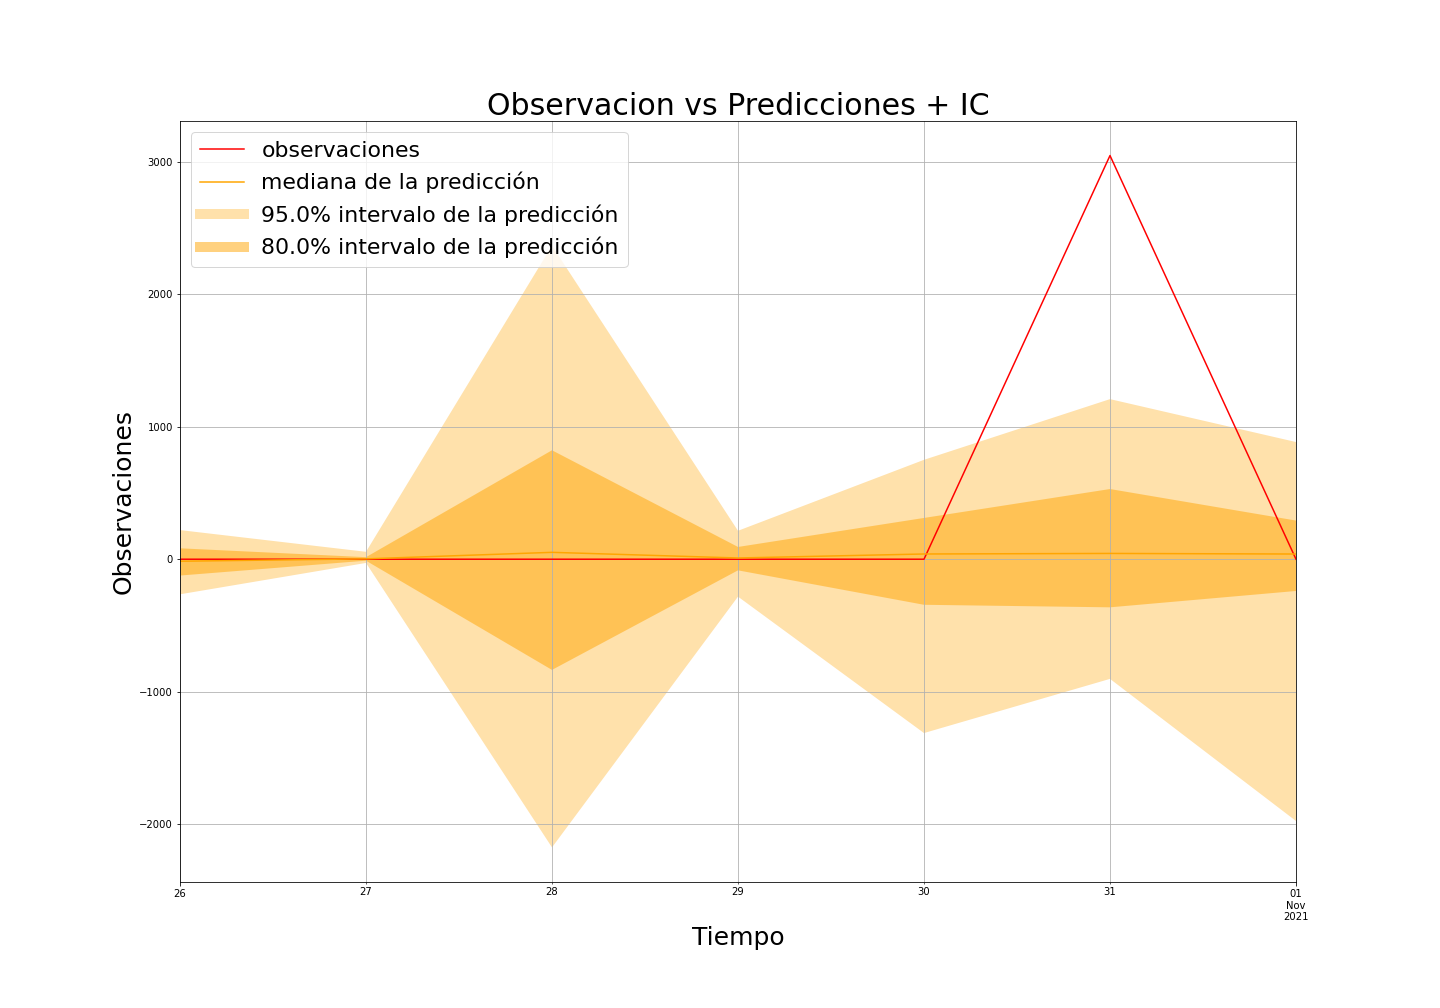 Observacion vs Predicciones + IC
observaciones
mediana de la predicción
95.0% intervalo de la predicción
80.0% intervalo de la predicción
3000
2000
1000
0
−1000
−2000
Observaciones
26 27 28 29 30 31 01
Nov
2021
Tiempo